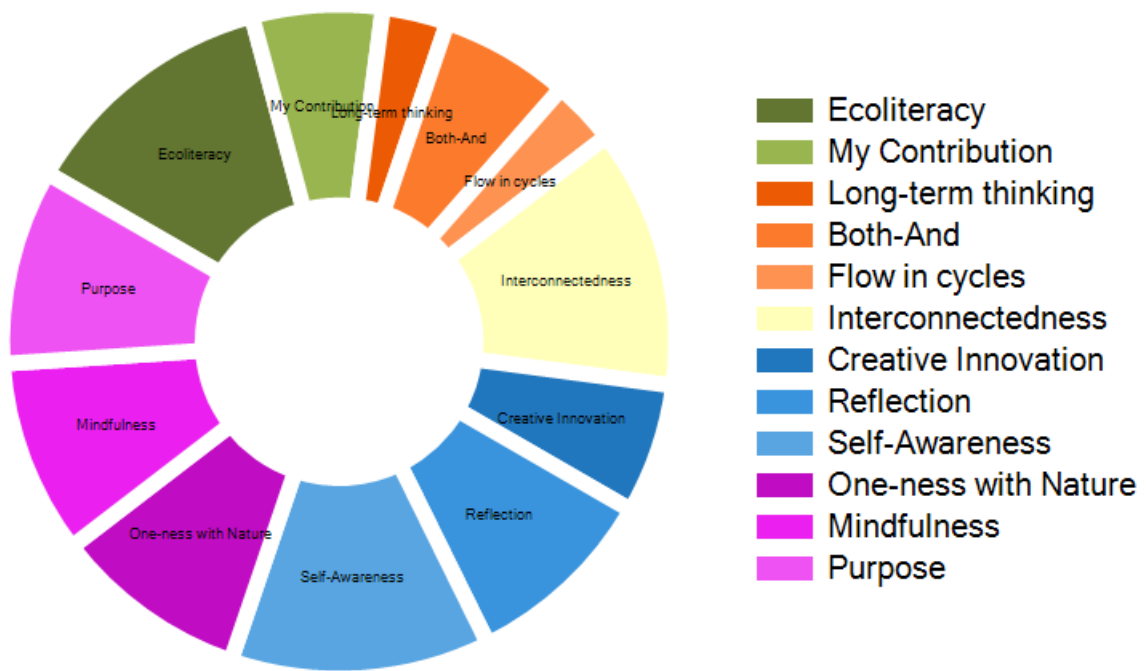 My Contribution
Long-term thinking
Both-And
Ecoliteracy
Flow in cycles
Interconnectedness
Purpose
Creative Innovation
Mindfulness
Reflection
One-ness with Nature
Self-Awareness
Ecoliteracy
My Contribution
Long-term thinking
Both-And
Flow in cycles
Interconnectedness
Creative Innovation
Reflection
Self-Awareness
One-ness with Nature
Mindfulness
Purpose